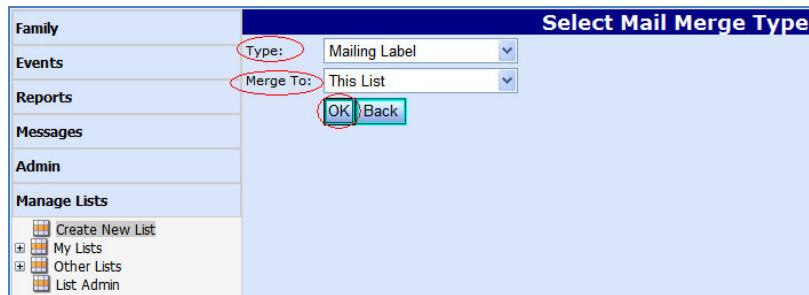 Family
Events
Reports
Messages
Admin
Manage Lists
Create New List
My Lists
Other Lists
List Admin
Select Mail Merge Type
Type: Mailing Label
Merge To: This List
OK Back